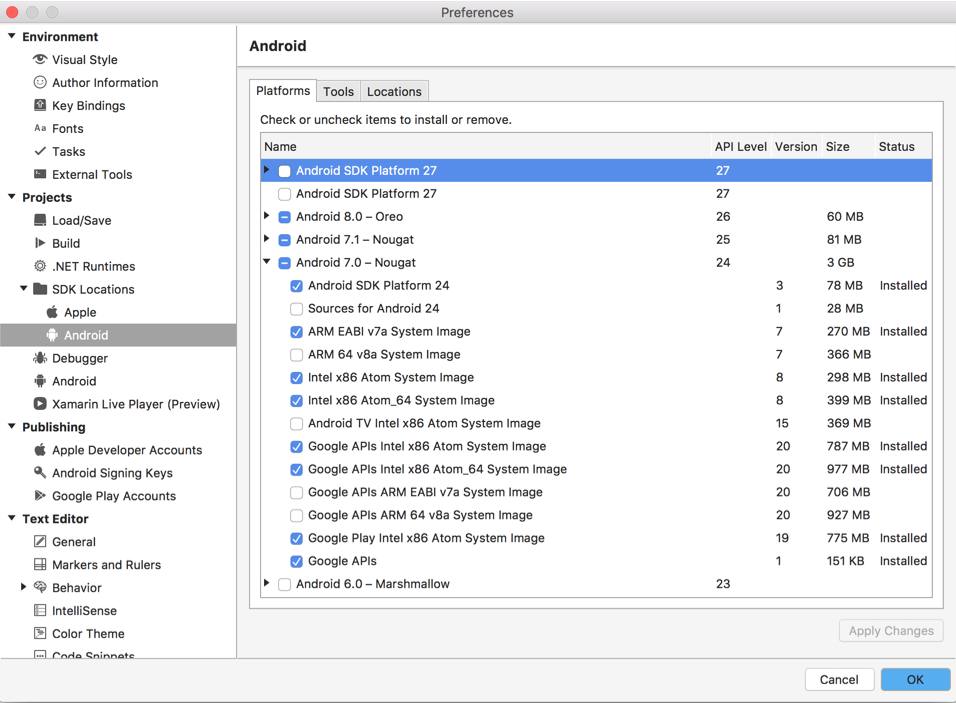 Preferences
Environment
Visual Style
Author Information
Key Bindings
Aa Fonts
Tasks
External Tools
Projects
Load/Save
Build
.NET Runtimes
SDK Locations
Apple
Android
Debugger
Android
Xamarin Live Player (Preview)
Publishing
Apple Developer Accounts
Android Signing Keys
Google Play Accounts
Text Editor
General
Markers and Rulers
Behavior
IntelliSense
Color Theme
Code Snippets
Android
Platforms Tools Locations
Check or uncheck items to install or remove.
Name API Level Version Size Status
Android SDK Platform 27 27
Android SDK Platform 27 27
Android 8.0 – Oreo 26 60 MB
Android 7.1 – Nougat 25 81 MB
Android 7.0 – Nougat 24 3 GB
Android SDK Platform 24 3 78 MB Installed
Sources for Android 24 1 28 MB
ARM EABI v7a System Image 7 270 MB Installed
ARM 64 v8a System Image 7 366 MB
Intel x86 Atom System Image 8 298 MB Installed
Intel x86 Atom_64 System Image 8 399 MB Installed
Android TV Intel x86 Atom System Image 15 369 MB
Google APIs Intel x86 Atom System Image 20 787 MB Installed
Google APIs Intel x86 Atom_64 System Image 20 977 MB Installed
Google APIs ARM EABI v7a System Image 20 706 MB
Google APIs ARM 64 v8a System Image 20 927 MB
Google Play Intel x86 Atom System Image 19 775 MB Installed
Google APIs 1 151 KB Installed
Android 6.0 – Marshmallow 23
Apply Changes
Cancel OK